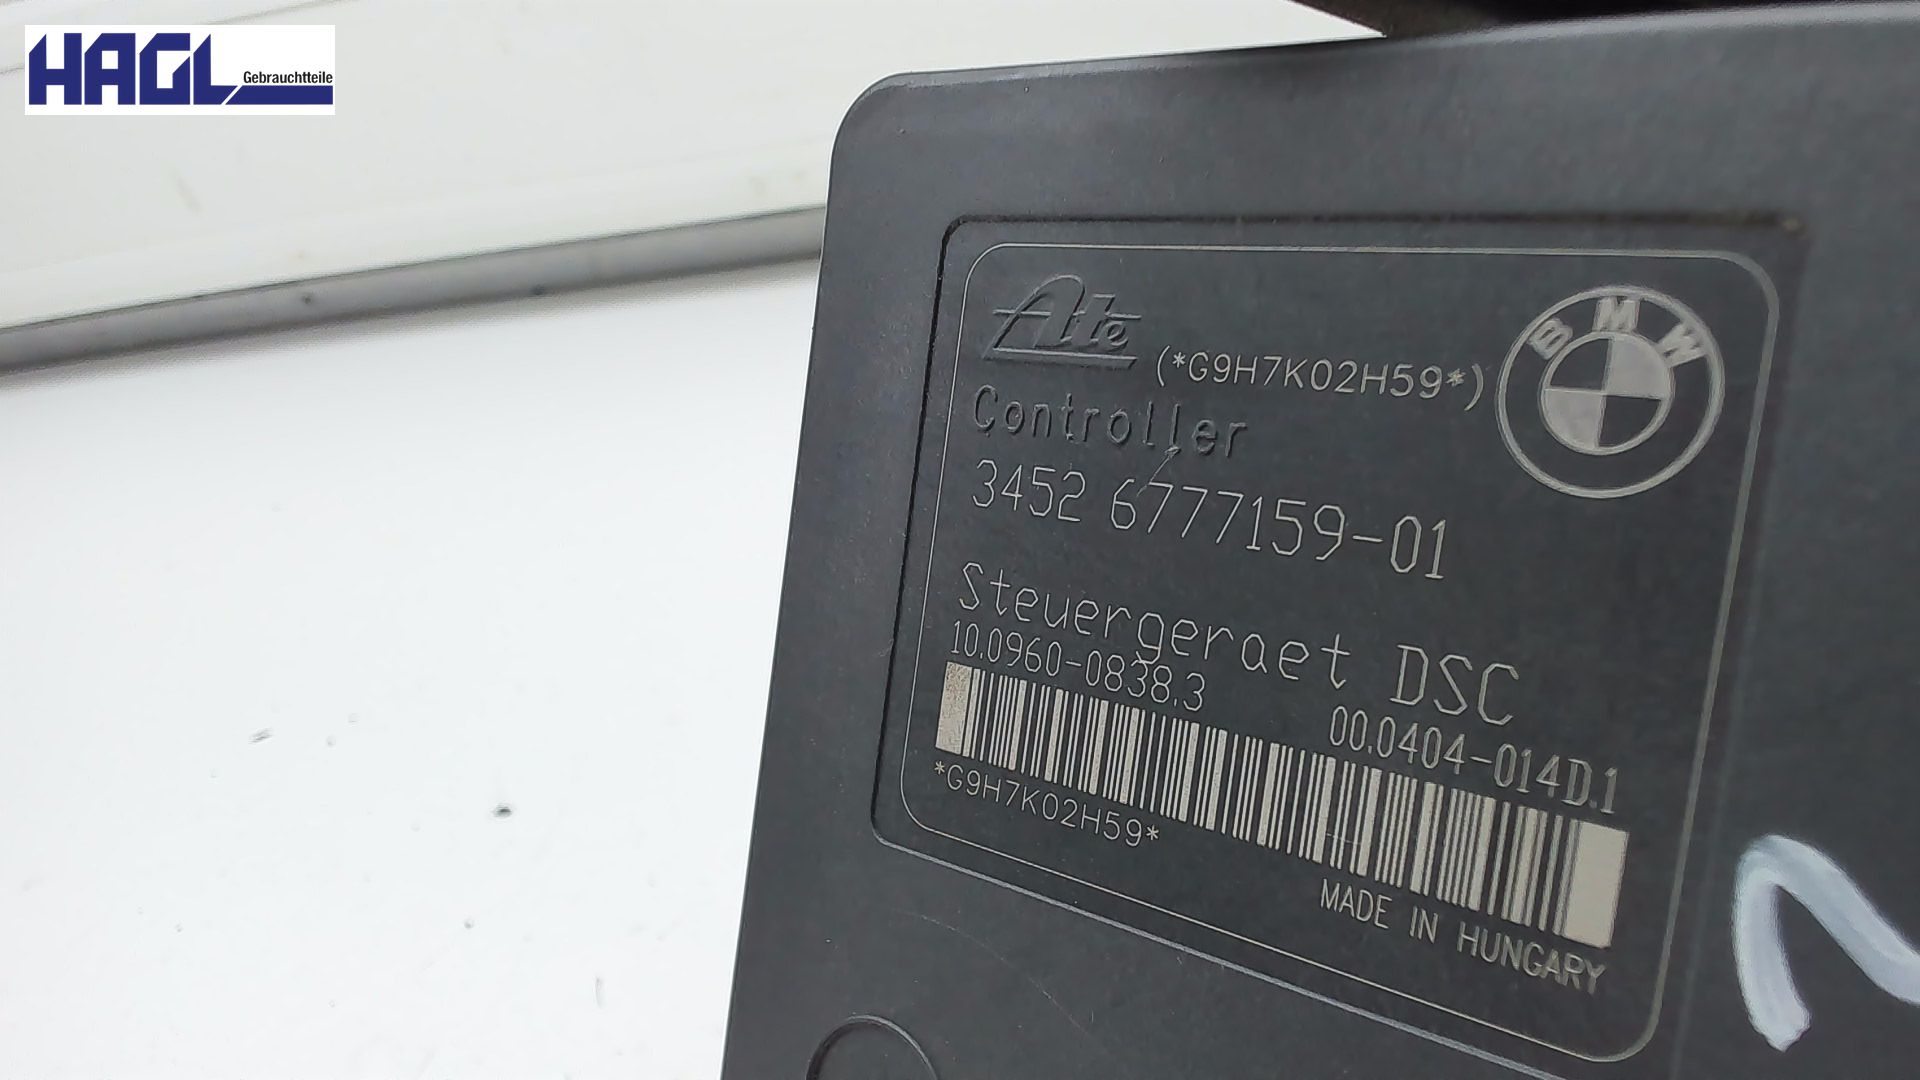 HAGL
Gebrauchtteile
Ate
(*G9H7K02H59*)
BMW
Controller
3452 6777159-01
Steuergeraet DSC
10.0960-0838.3
00.0404-014D.1
*G9H7K02H59*
MADE IN HUNGARY